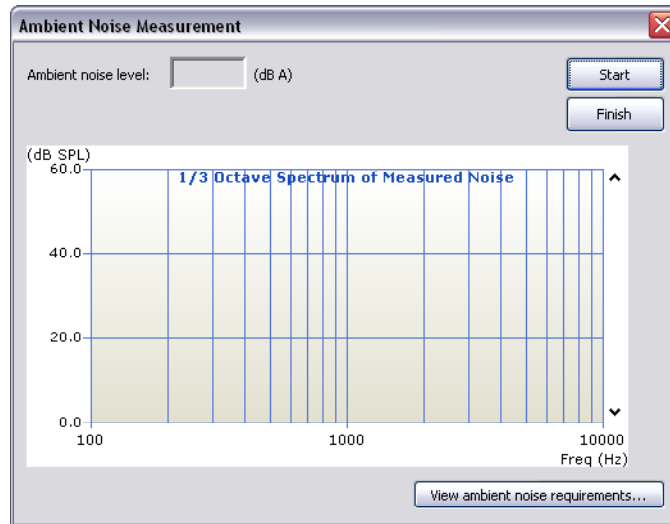 Ambient Noise Measurement
Ambient noise level: (dB A)
Start
Finish
(dB SPL)
1/3 Octave Spectrum of Measured Noise
60.0
40.0
20.0
0.0
100 1000 10000
Freq (Hz)
View ambient noise requirements...